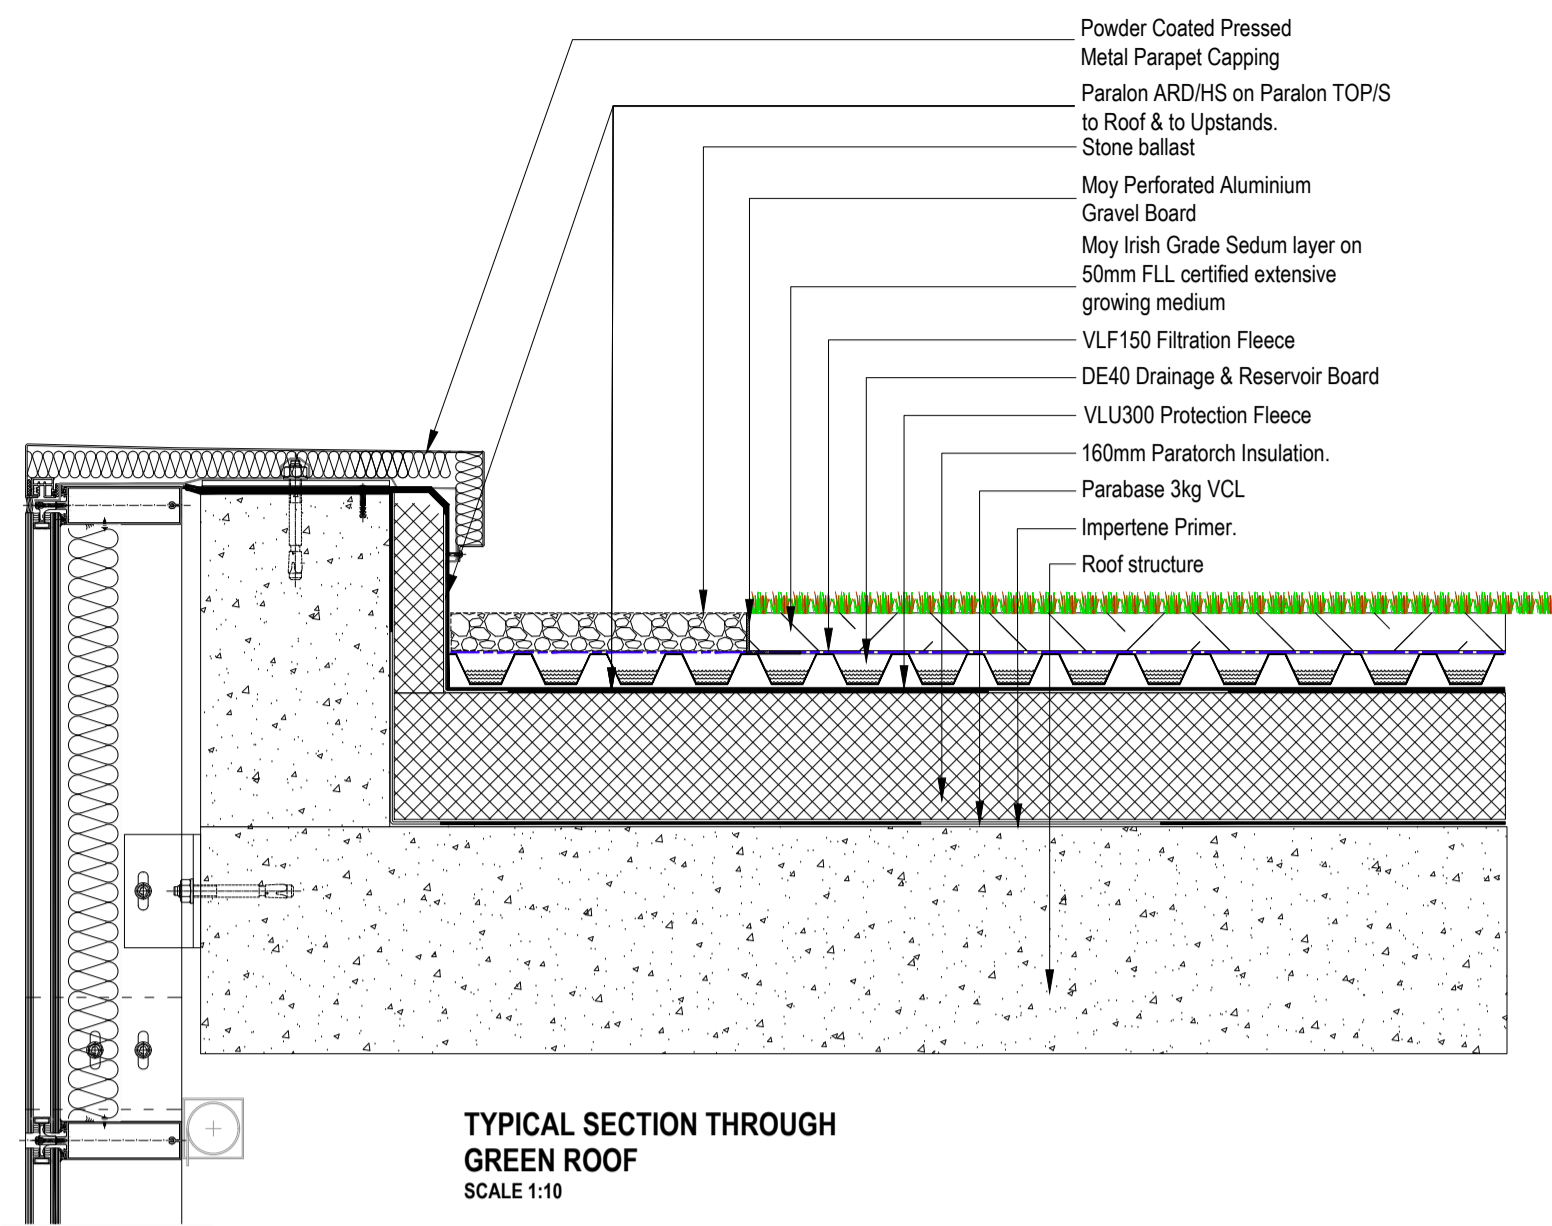 Powder Coated Pressed
Metal Parapet Capping
Paralon ARD/HS on Paralon TOP/S
to Roof & to Upstands.
Stone ballast
Moy Perforated Aluminium
Gravel Board
Moy Irish Grade Sedum layer on
50mm FLL certified extensive
growing medium
VLF150 Filtration Fleece
DE40 Drainage & Reservoir Board
VLU300 Protection Fleece
160mm Paratorch Insulation.
Parabase 3kg VCL
Impertene Primer.
Roof structure
TYPICAL SECTION THROUGH
GREEN ROOF
SCALE 1:10